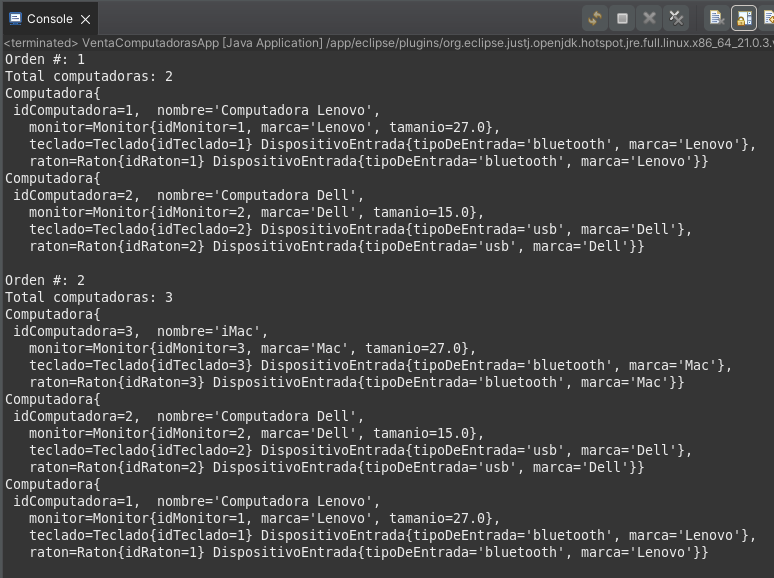 Console
<terminated> VentaComputadorasApp [Java Application] /app/eclipse/plugins/org.eclipse.justj.openjdk.hotspot.jre.full.linux.x86_64_21.0.3.
Orden #: 1
Total computadoras: 2
Computadora{
 idComputadora=1,  nombre='Computadora Lenovo',
   monitor=Monitor{idMonitor=1, marca='Lenovo', tamanio=27.0},
   teclado=Teclado{idTeclado=1} DispositivoEntrada{tipoDeEntrada='bluetooth', marca='Lenovo'},
   raton=Raton{idRaton=1} DispositivoEntrada{tipoDeEntrada='bluetooth', marca='Lenovo'}}
Computadora{
 idComputadora=2,  nombre='Computadora Dell',
   monitor=Monitor{idMonitor=2, marca='Dell', tamanio=15.0},
   teclado=Teclado{idTeclado=2} DispositivoEntrada{tipoDeEntrada='usb', marca='Dell'},
   raton=Raton{idRaton=2} DispositivoEntrada{tipoDeEntrada='usb', marca='Dell'}}

Orden #: 2
Total computadoras: 3
Computadora{
 idComputadora=3,  nombre='iMac',
   monitor=Monitor{idMonitor=3, marca='Mac', tamanio=27.0},
   teclado=Teclado{idTeclado=3} DispositivoEntrada{tipoDeEntrada='bluetooth', marca='Mac'},
   raton=Raton{idRaton=3} DispositivoEntrada{tipoDeEntrada='bluetooth', marca='Mac'}}
Computadora{
 idComputadora=2,  nombre='Computadora Dell',
   monitor=Monitor{idMonitor=2, marca='Dell', tamanio=15.0},
   teclado=Teclado{idTeclado=2} DispositivoEntrada{tipoDeEntrada='usb', marca='Dell'},
   raton=Raton{idRaton=2} DispositivoEntrada{tipoDeEntrada='usb', marca='Dell'}}
Computadora{
 idComputadora=1,  nombre='Computadora Lenovo',
   monitor=Monitor{idMonitor=1, marca='Lenovo', tamanio=27.0},
   teclado=Teclado{idTeclado=1} DispositivoEntrada{tipoDeEntrada='bluetooth', marca='Lenovo'},
   raton=Raton{idRaton=1} DispositivoEntrada{tipoDeEntrada='bluetooth', marca='Lenovo'}}